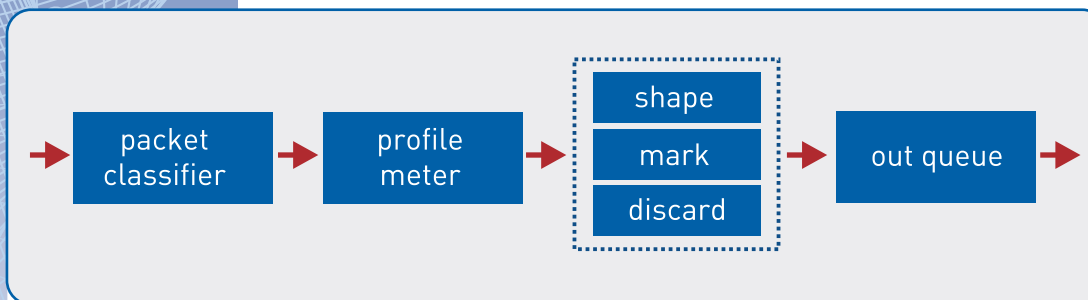 packet
classifier
profile
meter
shape
mark
discard
out queue